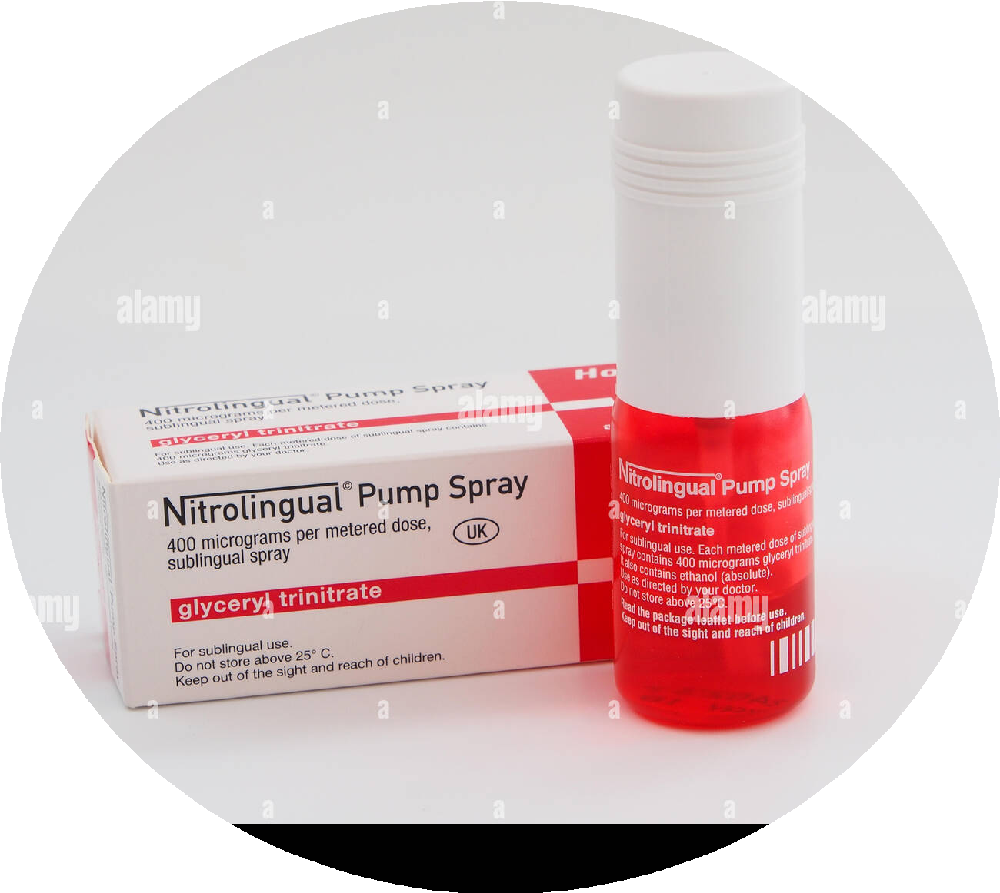 Nitrolingual© Pump Spray
400 micrograms per metered dose,
sublingual spray
glyceryl trinitrate
For sublingual use. Each metered dose of sublingual spray contains
400 micrograms glyceryl trinitrate.
Use as directed by your doctor.
Ho
Nitrolingual© Pump Spray
400 micrograms per metered dose,
sublingual spray
UK
glyceryl trinitrate
For sublingual use.
Do not store above 25° C.
Keep out of the sight and reach of children.
Nitrolingual® Pump Spray
400 micrograms per metered dose, sublingual
glyceryl trinitrate
For sublingual use. Each metered dose of
spray contains 400 micrograms glyceryl trinitrate.
It also contains ethanol (absolute).
Use as directed by your doctor.
Do not store above 25°C.
Read the package leaflet before use.
Keep out of the sight and reach of children.
alamy
alamy
alamy
alamy